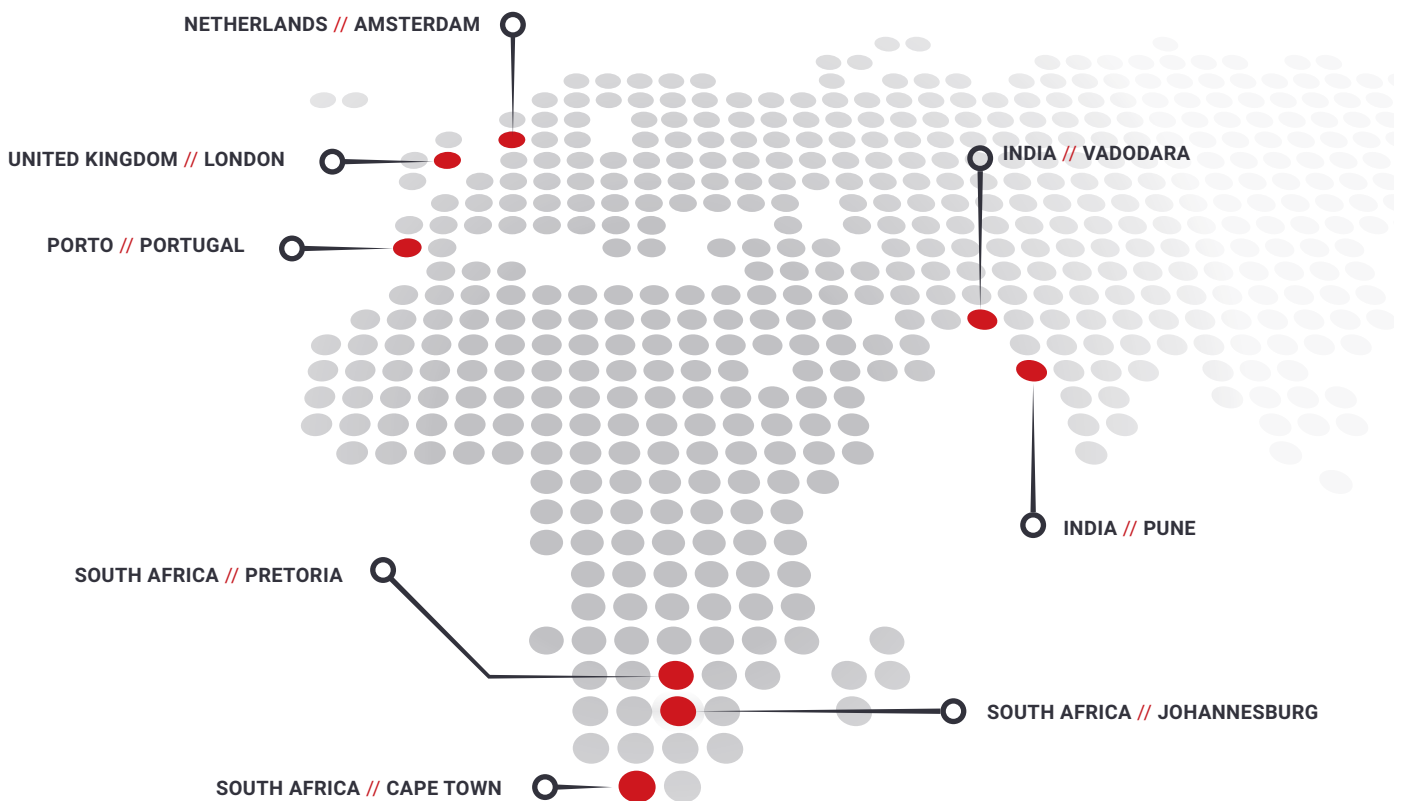 NETHERLANDS // AMSTERDAM
UNITED KINGDOM // LONDON
INDIA // VADODARA
PORTO // PORTUGAL
INDIA // PUNE
SOUTH AFRICA // PRETORIA
SOUTH AFRICA // JOHANNESBURG
SOUTH AFRICA // CAPE TOWN